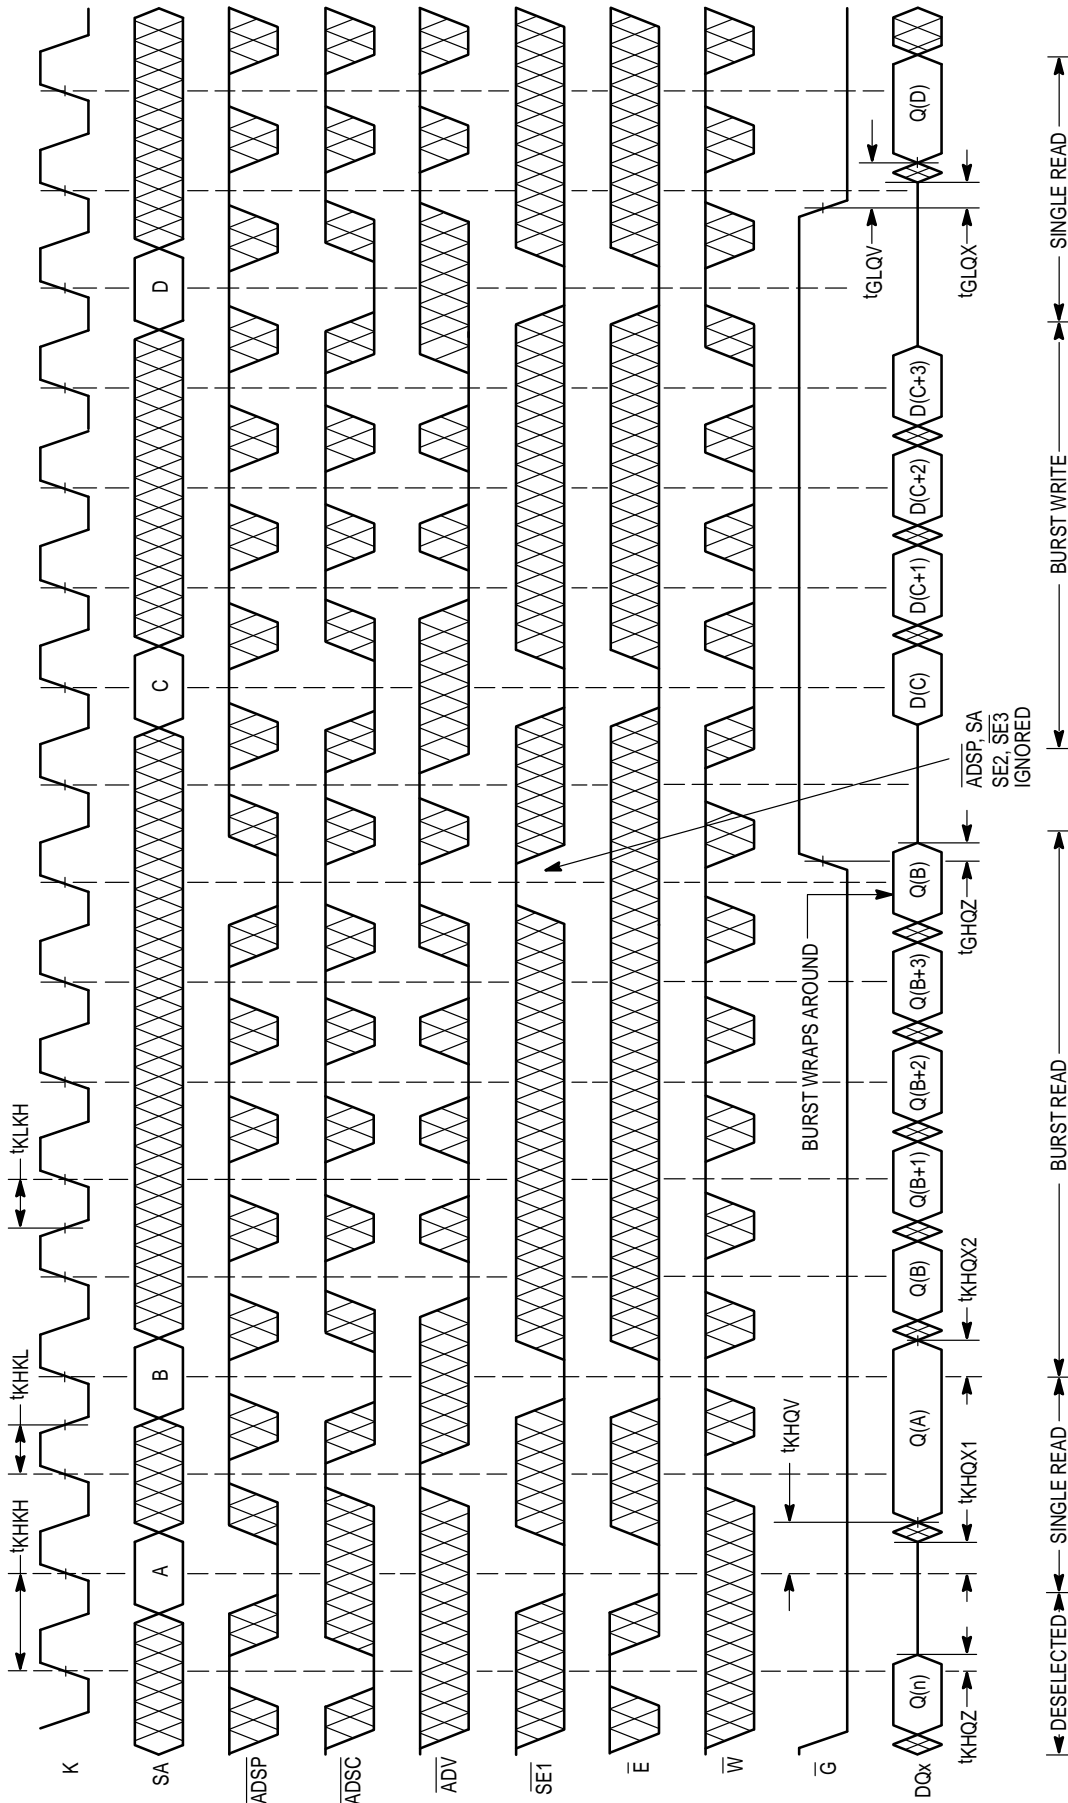 K
tKHKH
tKHKL
tKLKH
SA
A
B
C
D
ADSP
ADSC
ADV
SE1
E
W
tKHQV
G
BURST WRAPS AROUND
ADSP, SA
SE2, SE3
IGNORED
tGLQV
DQx
Q(n)
Q(A)
Q(B)
Q(B+1)
Q(B+2)
Q(B+3)
Q(B)
D(C)
D(C+1)
D(C+2)
D(C+3)
Q(D)
tKHQZ
tKHQX1
tKHQX2
tGHQZ
tGLQX
DESELECTED
SINGLE READ
BURST READ
BURST WRITE
SINGLE READ